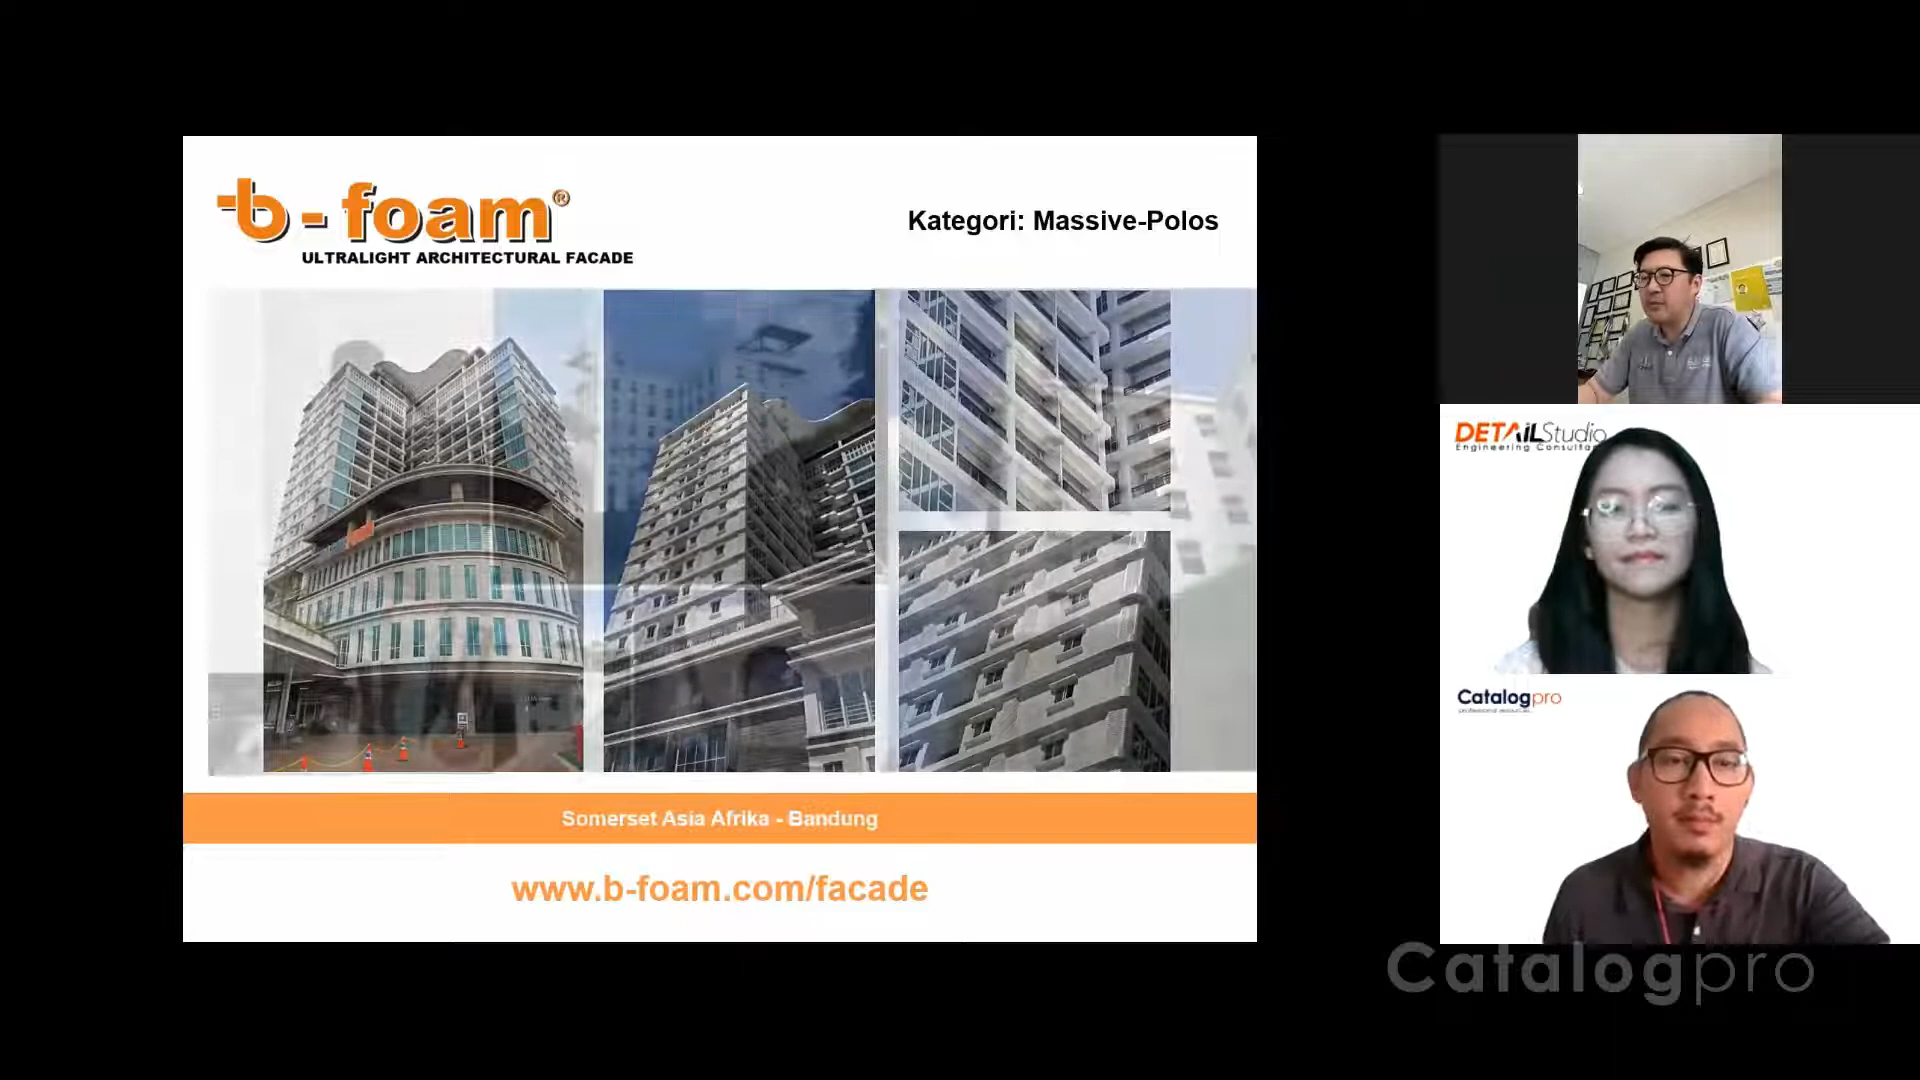 b-foam®
ULTRALIGHT ARCHITECTURAL FACADE
Kategori: Massive-Polos
Somerset Asia Afrika - Bandung
www.b-foam.com/facade
DETAiLStudio
Engineering
Catalogpro
Catalogpro